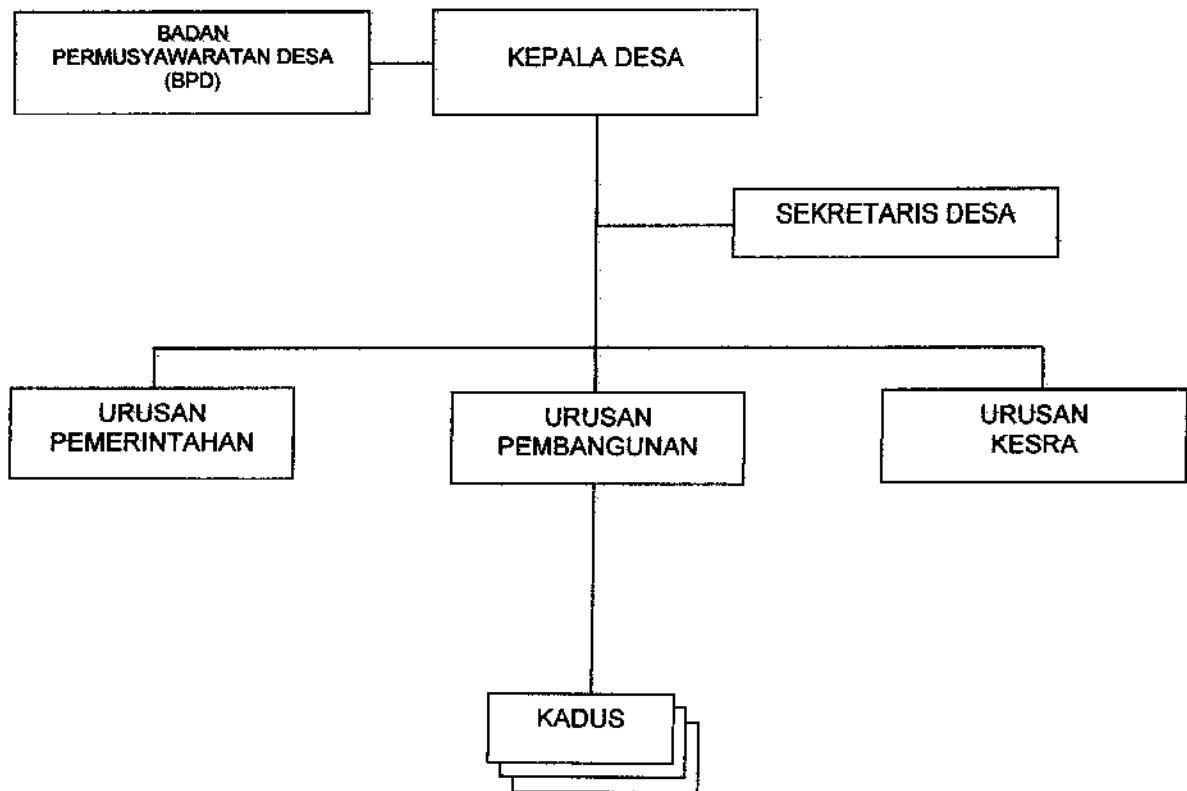 BADAN
PERMUSYAWARATAN DESA
(BPD)
KEPALA DESA
SEKRETARIS DESA
URUSAN
PEMERINTAHAN
URUSAN
PEMBANGUNAN
URUSAN
KESRA
KADUS